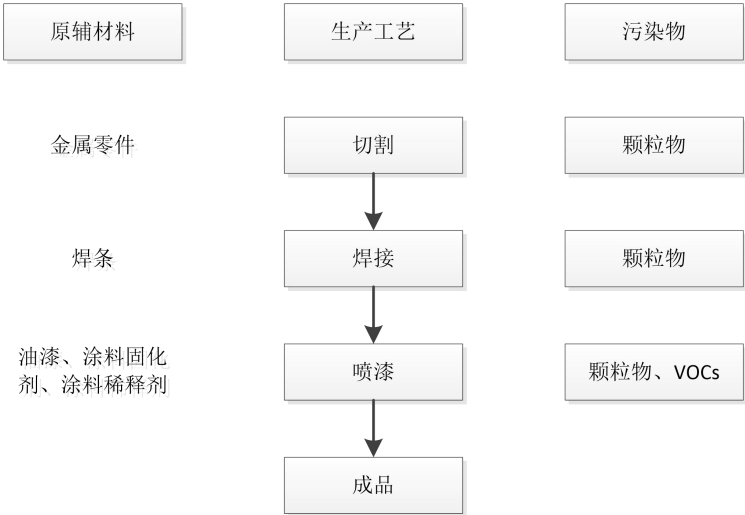 原辅材料
生产工艺
污染物
金属零件
切割
颗粒物
焊条
焊接
颗粒物
油漆、涂料固化
剂、涂料稀释剂
喷漆
颗粒物、VOCs
成品